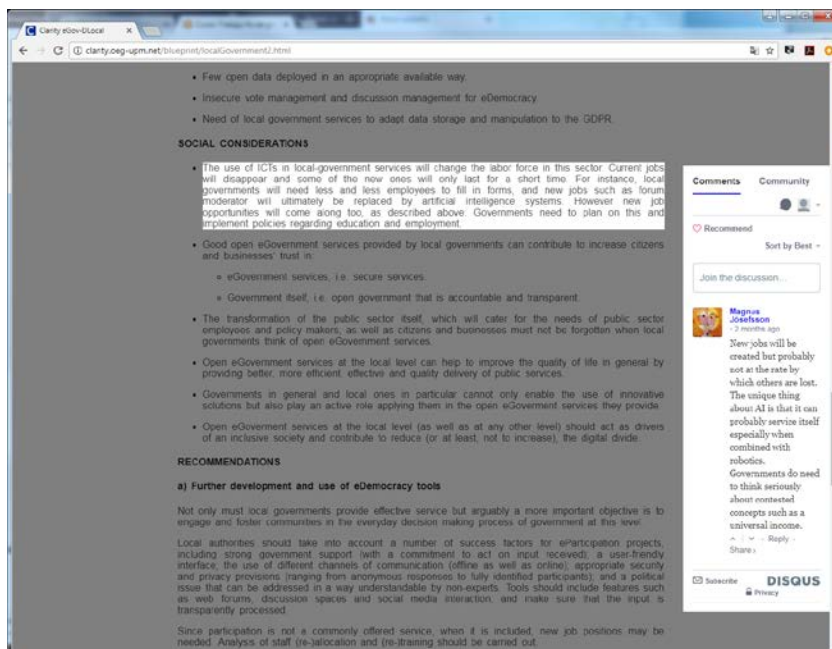 Clarity eGov-DLocal
clarity.oeg-upm.net/blueprint/localGovernment2.html
• Few open data deployed in an appropriate available way.
• Insecure vote management and discussion management for eDemocracy.
• Need of local government services to adapt data storage and manipulation to the GDPR.
SOCIAL CONSIDERATIONS
• The use of ICTs in local-government services will change the labor force in this sector. Current jobs
will disappear and some of the new ones will only last for a short time. For instance, local
governments will need less and less employees to fill in forms, and new jobs such as forum
moderator will ultimately be replaced by artificial intelligence systems. However new job
opportunities will come along too, as described above. Governments need to plan on this and
implement policies regarding education and employment.
• Good open eGovernment services provided by local governments can contribute to increase citizens
and businesses' trust in:
eGovernment services, i.e. secure services.
Government itself, i.e. open government that is accountable and transparent.
• The transformation of the public sector itself, which will cater for the needs of public sector
employees and policy makers, as well as citizens and businesses must not be forgotten when local
governments think of open eGovernment services.
• Open eGovernment services at the local level can help to improve the quality of life in general by
providing better, more efficient, effective and quality delivery of public services.
• Governments in general and local ones in particular cannot only enable the use of innovative
solutions but also play an active role applying them in the open eGoverment services they provide.
• Open eGoverment services at the local level (as well as at any other level) should act as drivers
of an inclusive society and contribute to reduce (or at least, not to increase), the digital divide.
RECOMMENDATIONS
a) Further development and use of eDemocracy tools
Not only must local governments provide effective service but arguably a more important objective is to
engage and foster communities in the everyday decision making process of government at this level.
Local authorities should take into account a number of success factors for eParticipation projects,
including strong government support (with a commitment to act on input received); a user-friendly
interface; the use of different channels of communication (offline as well as online); appropriate security
and privacy provisions (ranging from anonymous responses to fully identified participants); and a political
issue that can be addressed in a way understandable by non-experts. Tools should include features such
as web forums, discussion spaces and social media interaction, and make sure that the input is
transparently processed.
Since participation is not a commonly offered service, when it is included, new job positions may be
needed. Analysis of staff (re-)allocation and (re-)training should be carried out.
Comments Community
Recommend
Sort by Best
Join the discussion...
Magnus
Josefsson
- 2 months ago
New jobs will be
created but probably
not at the rate by
which others are lost.
The unique thing
about AI is that it can
probably service itself
especially when
combined with
robotics.
Governments do need
to think seriously
about contested
concepts such as a
universal income.
Reply
Share ›
Subscribe DISQUS
Privacy